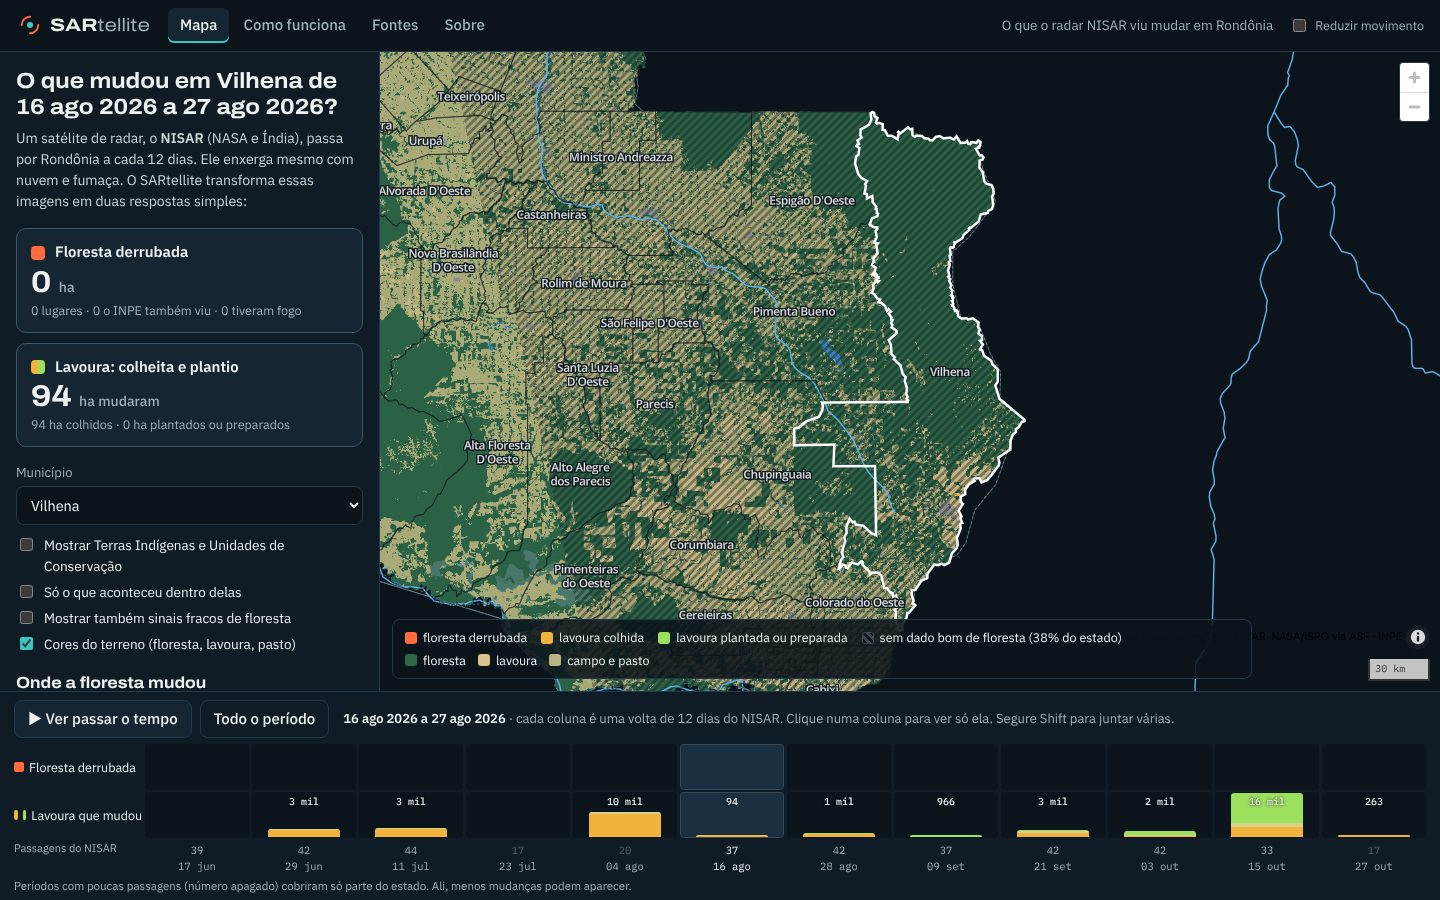 SARtellite
Mapa
Como funciona
Fontes
Sobre
O que o radar NISAR viu mudar em Rondônia
Reduzir movimento
O que mudou em Vilhena de
16 ago 2026 a 27 ago 2026?
Um satélite de radar, o NISAR (NASA e Índia), passa
por Rondônia a cada 12 dias. Ele enxerga mesmo com
nuvem e fumaça. O SARtellite transforma essas
imagens em duas respostas simples:
Floresta derrubada
0 ha
0 lugares · 0 o INPE também viu · 0 tiveram fogo
Lavoura: colheita e plantio
94 ha mudaram
94 ha colhidos · 0 ha plantados ou preparados
Município
Vilhena
Mostrar Terras Indígenas e Unidades de
Conservação
Só o que aconteceu dentro delas
Mostrar também sinais fracos de floresta
Cores do terreno (floresta, lavoura, pasto)
Onde a floresta mudou
Teixeirópolis
ra
Urupá
Ministro Andreazza
Alvorada D'Oeste
Castanheiras
Espigão D'Oeste
Nova Brasilândia
D'Oeste
Rolim de Moura
Pimenta Bueno
São Felipe D'Oeste
Santa Luzia
D'Oeste
Vilhena
Parecis
Alta Floresta
D'Oeste
Alto Alegre
dos Parecis
Chupinguaia
Corumbiara
Pimenteiras
do Oeste
Colorado do Oeste
Cerejeiras
Cabixi
+
−
floresta derrubada
lavoura colhida
lavoura plantada ou preparada
sem dado bom de floresta (38% do estado)
floresta
lavoura
campo e pasto
AR: NASA/ISRO via ASF · INPE
30 km
▶ Ver passar o tempo
Todo o período
16 ago 2026 a 27 ago 2026 · cada coluna é uma volta de 12 dias do NISAR. Clique numa coluna para ver só ela. Segure Shift para juntar várias.
Floresta derrubada
Lavoura que mudou
3 mil
3 mil
10 mil
94
1 mil
966
3 mil
2 mil
16 mil
263
Passagens do NISAR
39
42
44
17
20
37
42
37
42
42
33
17
17 jun
29 jun
11 jul
23 jul
04 ago
16 ago
28 ago
09 set
21 set
03 out
15 out
27 out
Períodos com poucas passagens (número apagado) cobriram só parte do estado. Ali, menos mudanças podem aparecer.